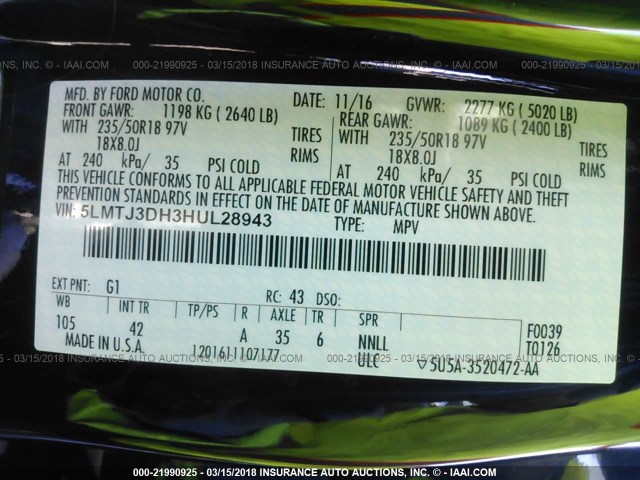 000-21990925 - 03/15/2018 INSURANCE AUTO AUCTIONS, INC. - © IAAI.COM
MFD. BY FORD MOTOR CO. DATE: 11/16 GVWR: 2277 KG ( 5020 LB)
FRONT GAWR: 1198 KG ( 2640 LB) REAR GAWR: 1089 KG ( 2400 LB)
WITH 235/50R18 97V TIRES WITH 235/50R18 97V TIRES
18X8.0J RIMS 18X8.0J RIMS
AT 240 kPa/ 35 PSI COLD AT 240 kPa/ 35 PSI COLD
THIS VEHICLE CONFORMS TO ALL APPLICABLE FEDERAL MOTOR VEHICLE SAFETY AND THEFT
PREVENTION STANDARDS IN EFFECT ON THE DATE OF MANUFACTURE SHOWN ABOVE.
VIN: 5LMTJ3DH3HUL28943 TYPE: MPV
EXT PNT: G1 RC: 43 DSO:
WB INT TR TP/PS R AXLE TR SPR F0039
105 42 A 35 6 NNLL T0126
MADE IN U.S.A. 1201611107177 ULC ▽5U5A-3520472-AA
000-21990925 - 03/15/2018 INSURANCE AUTO AUCTIONS, INC. - © IAAI.COM
000-21990925 - 03/15/2018 INSURANCE AUTO AUCTIONS, INC. - © IAAI.COM